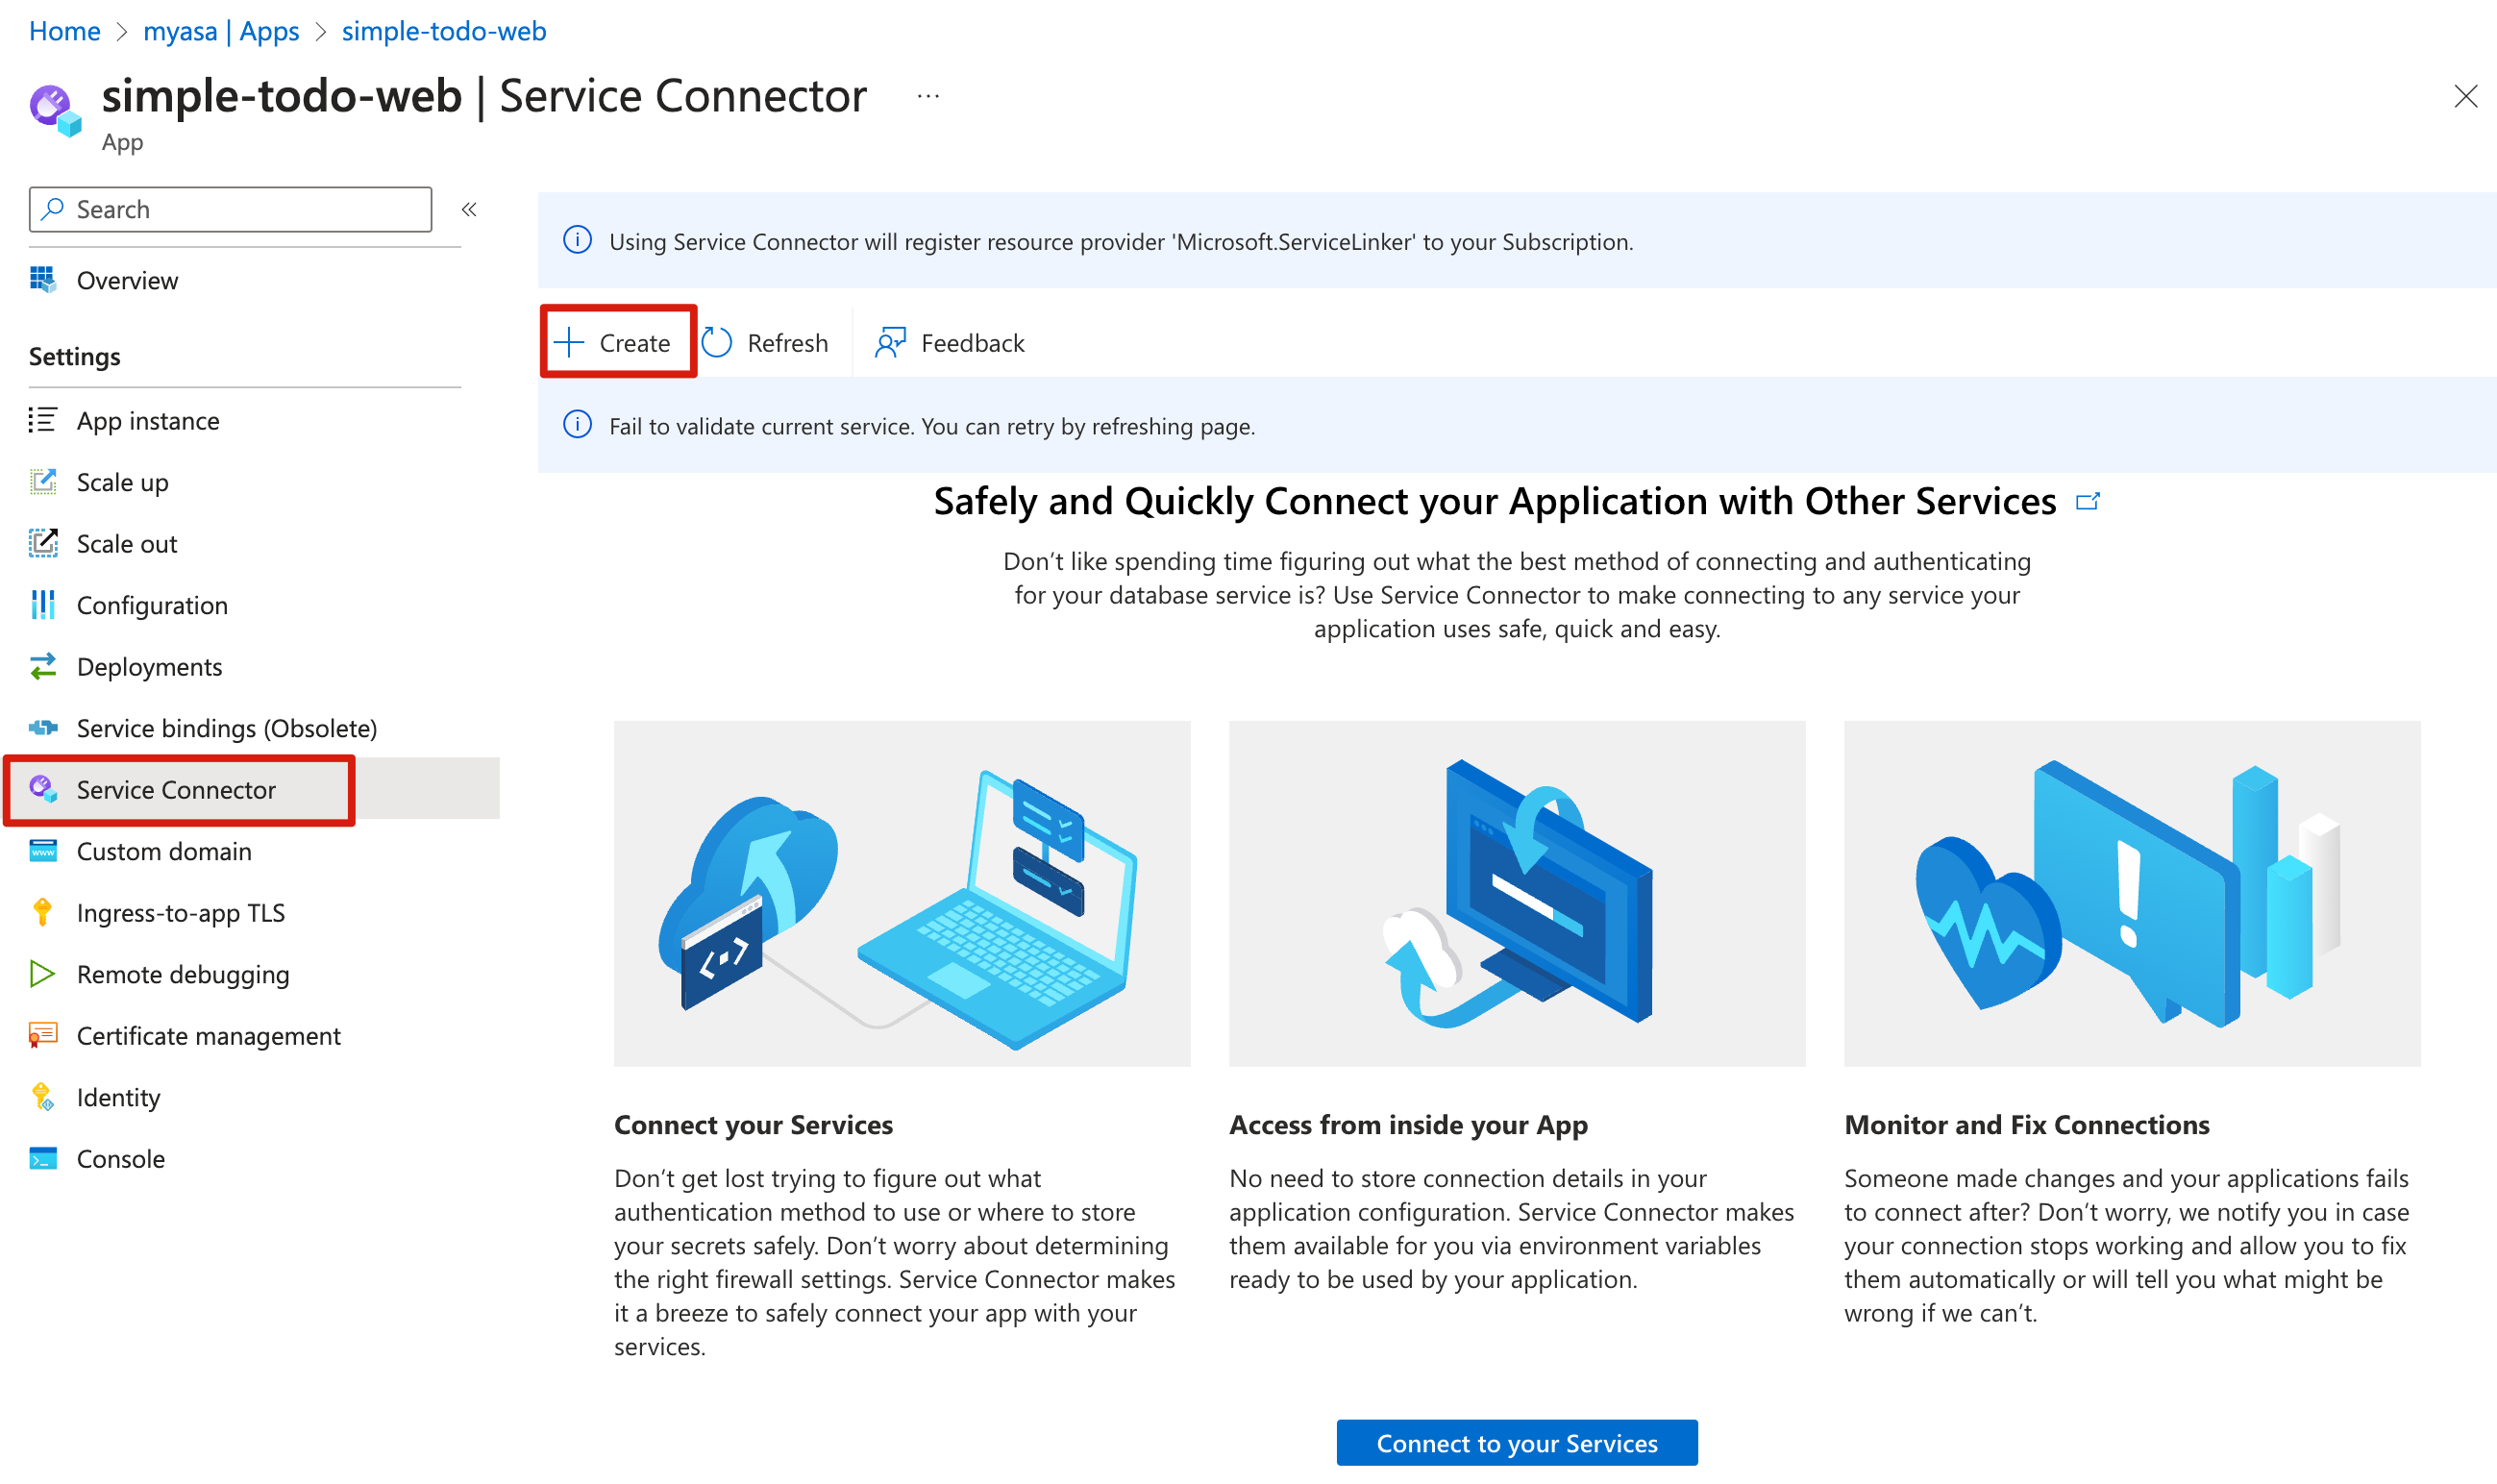 Home > myasa | Apps > simple-todo-web
simple-todo-web | Service Connector ...
App
Search «
Overview
Settings
App instance
Scale up
Scale out
Configuration
Deployments
Service bindings (Obsolete)
Service Connector
Custom domain
Ingress-to-app TLS
Remote debugging
Certificate management
Identity
Console
Using Service Connector will register resource provider 'Microsoft.ServiceLinker' to your Subscription.
Create Refresh Feedback
Fail to validate current service. You can retry by refreshing page.
Safely and Quickly Connect your Application with Other Services
Don’t like spending time figuring out what the best method of connecting and authenticating
for your database service is? Use Service Connector to make connecting to any service your
application uses safe, quick and easy.
Connect your Services
Don’t get lost trying to figure out what
authentication method to use or where to store
your secrets safely. Don’t worry about determining
the right firewall settings. Service Connector makes
it a breeze to safely connect your app with your
services.
Access from inside your App
No need to store connection details in your
application configuration. Service Connector makes
them available for you via environment variables
ready to be used by your application.
Monitor and Fix Connections
Someone made changes and your applications fails
to connect after? Don’t worry, we notify you in case
your connection stops working and allow you to fix
them automatically or will tell you what might be
wrong if we can’t.
Connect to your Services